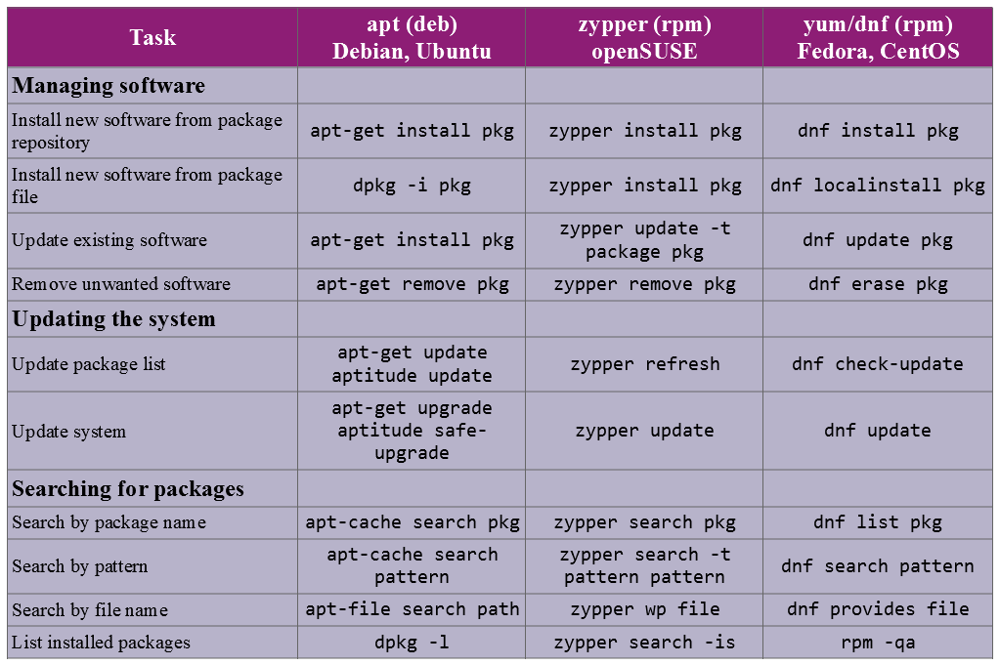 Task
apt (deb)
Debian, Ubuntu
zypper (rpm)
openSUSE
yum/dnf (rpm)
Fedora, CentOS
Managing software
Install new software from package
repository
apt-get install pkg
zypper install pkg
dnf install pkg
Install new software from package
file
dpkg -i pkg
zypper install pkg
dnf localinstall pkg
Update existing software
apt-get install pkg
zypper update -t
package pkg
dnf update pkg
Remove unwanted software
apt-get remove pkg
zypper remove pkg
dnf erase pkg
Updating the system
Update package list
apt-get update
aptitude update
zypper refresh
dnf check-update
Update system
apt-get upgrade
aptitude safe-
upgrade
zypper update
dnf update
Searching for packages
Search by package name
apt-cache search pkg
zypper search pkg
dnf list pkg
Search by pattern
apt-cache search
pattern
zypper search -t
pattern pattern
dnf search pattern
Search by file name
apt-file search path
zypper wp file
dnf provides file
List installed packages
dpkg -l
zypper search -is
rpm -qa